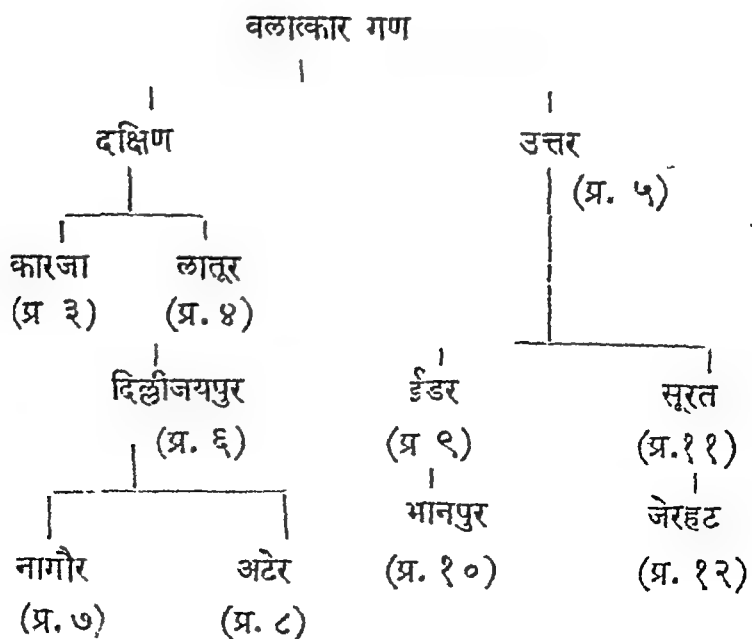 वलात्कार गण
दक्षिण उत्तर
(प्र. ५)
कारजा लातूर
(प्र ३) (प्र. ४)
दिल्लीजयपुर ईडर सूरत
(प्र. ६) (प्र ९) (प्र.११)
भानपुर जेरहट
नागौर अटेर (प्र. १०) (प्र. १२)
(प्र. ७) (प्र. ८)